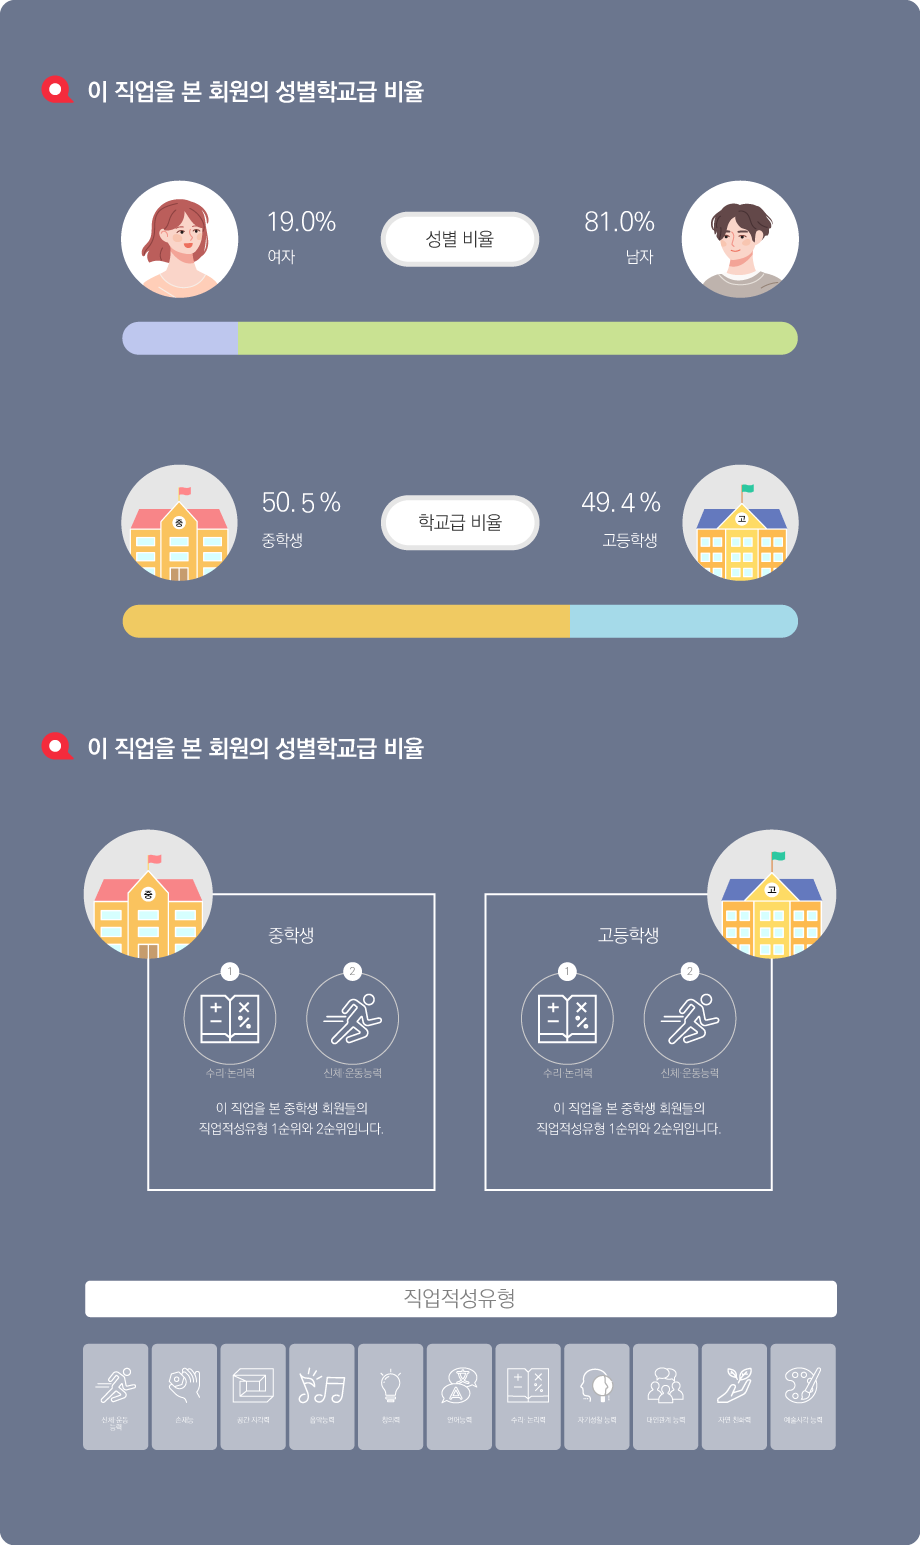 이 직업을 본 회원의 성별학교급 비율
19.0%
여자
성별 비율
81.0%
남자
중
50.5%
중학생
학교급 비율
49.4%
고등학생
고
이 직업을 본 회원의 성별학교급 비율
중
중학생
1
2
수리·논리력
신체·운동능력
이 직업을 본 중학생 회원들의
직업적성유형 1순위와 2순위입니다.
고
고등학생
1
2
수리·논리력
신체·운동능력
이 직업을 본 중학생 회원들의
직업적성유형 1순위와 2순위입니다.
직업적성유형
신체·운동
능력
손재능
공간·지각력
음악능력
창의력
언어능력
수리·논리력
자기성찰 능력
대인관계 능력
자연 친화력
예술시각 능력